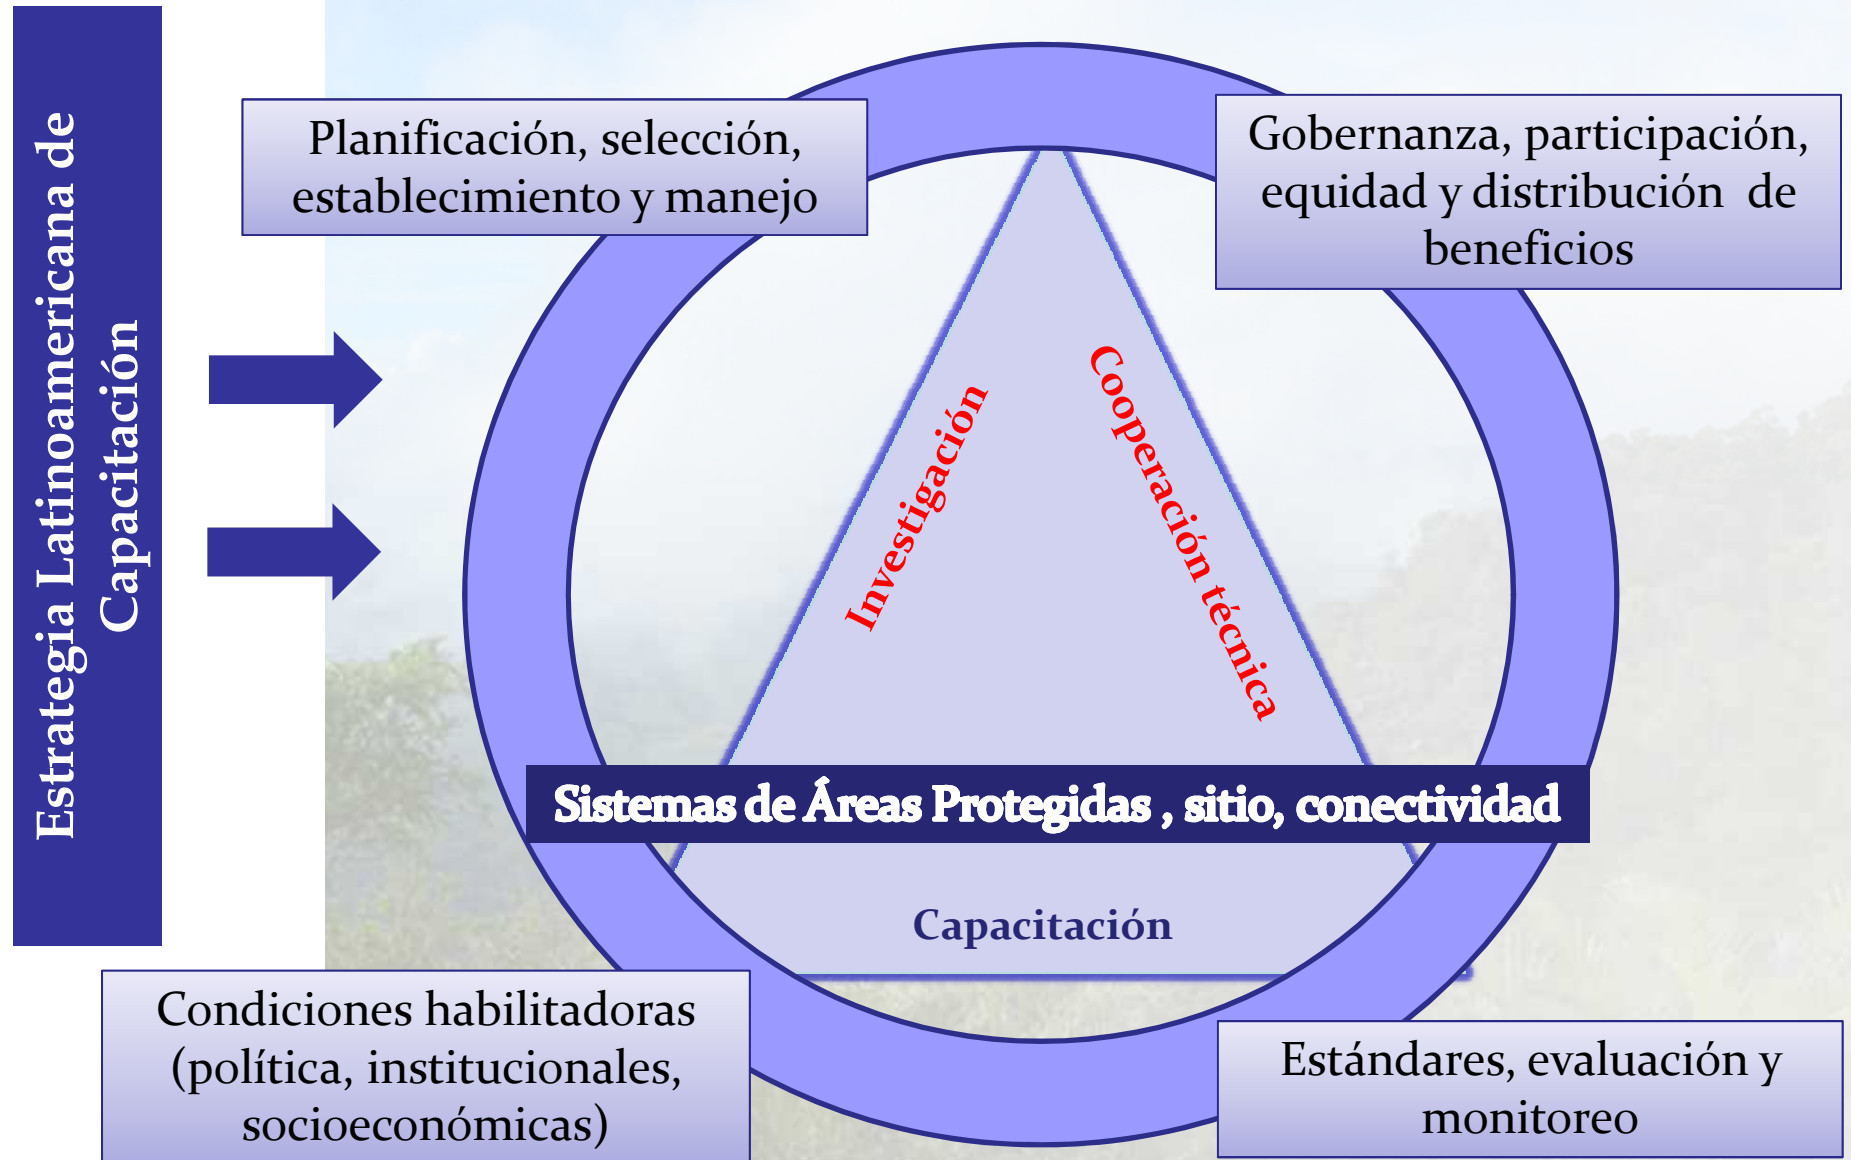 Estrategia Latinoamericana de
Capacitación
Planificación, selección,
establecimiento y manejo
Gobernanza, participación,
equidad y distribución de
beneficios
Investigación
Cooperación técnica
Sistemas de Áreas Protegidas , sitio, conectividad
Capacitación
Condiciones habilitadoras
(política, institucionales,
socioeconómicas)
Estándares, evaluación y
monitoreo